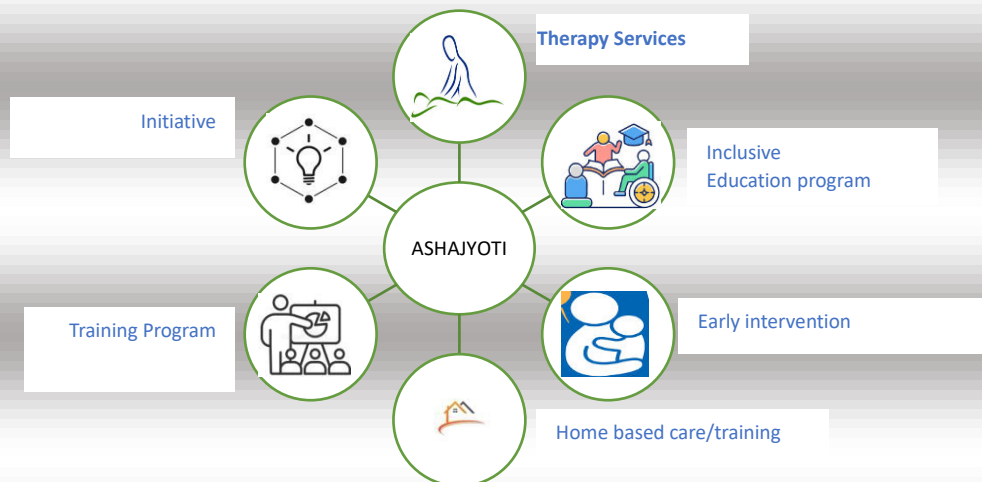 Therapy Services
Initiative
Inclusive
Education program
ASHAJYOTI
Training Program
Early intervention
Home based care/training